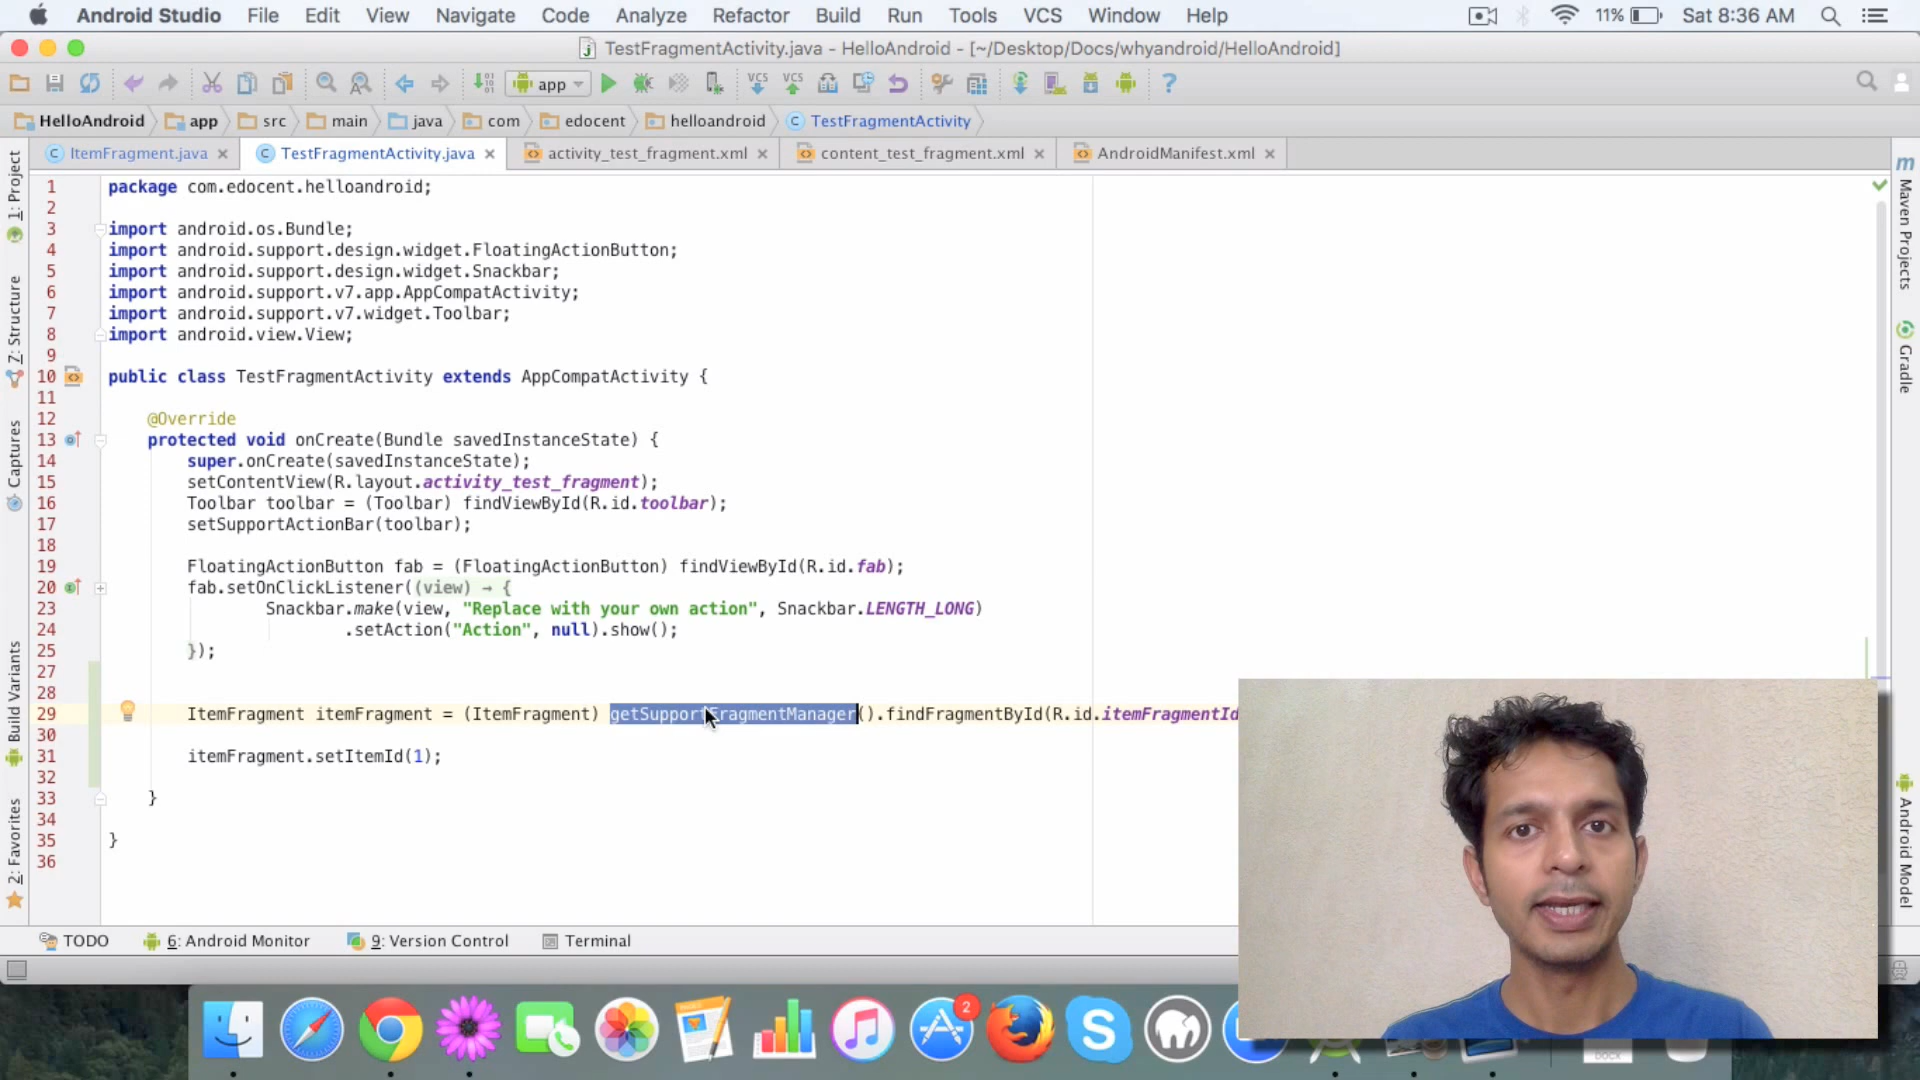 Android Studio File Edit View Navigate Code Analyze Refactor Build Run Tools VCS Window Help 11% Sat 8:36 AM
TestFragmentActivity.java - HelloAndroid - [~/Desktop/Docs/whyandroid/HelloAndroid]
app VCS VCS ?
HelloAndroid app src main java com edocent helloandroid TestFragmentActivity
ItemFragment.java TestFragmentActivity.java activity_test_fragment.xml content_test_fragment.xml AndroidManifest.xml
1 package com.edocent.helloandroid;
2
3 import android.os.Bundle;
4 import android.support.design.widget.FloatingActionButton;
5 import android.support.design.widget.Snackbar;
6 import android.support.v7.app.AppCompatActivity;
7 import android.support.v7.widget.Toolbar;
8 import android.view.View;
9
10 public class TestFragmentActivity extends AppCompatActivity {
11
12 @Override
13 protected void onCreate(Bundle savedInstanceState) {
14 super.onCreate(savedInstanceState);
15 setContentView(R.layout.activity_test_fragment);
16 Toolbar toolbar = (Toolbar) findViewById(R.id.toolbar);
17 setSupportActionBar(toolbar);
18
19 FloatingActionButton fab = (FloatingActionButton) findViewById(R.id.fab);
20 fab.setOnClickListener((view) → {
23 Snackbar.make(view, "Replace with your own action", Snackbar.LENGTH_LONG)
24 .setAction("Action", null).show();
25 });
27
28
29 ItemFragment itemFragment = (ItemFragment) getSupportFragmentManager().findFragmentById(R.id.itemFragmentId
30
31 itemFragment.setItemId(1);
32
33 }
34
35 }
36
1: Project
7: Structure
Captures
Build Variants
2: Favorites
m Maven Projects
Gradle
Android Model
TODO 6: Android Monitor 9: Version Control Terminal
2
DOCX